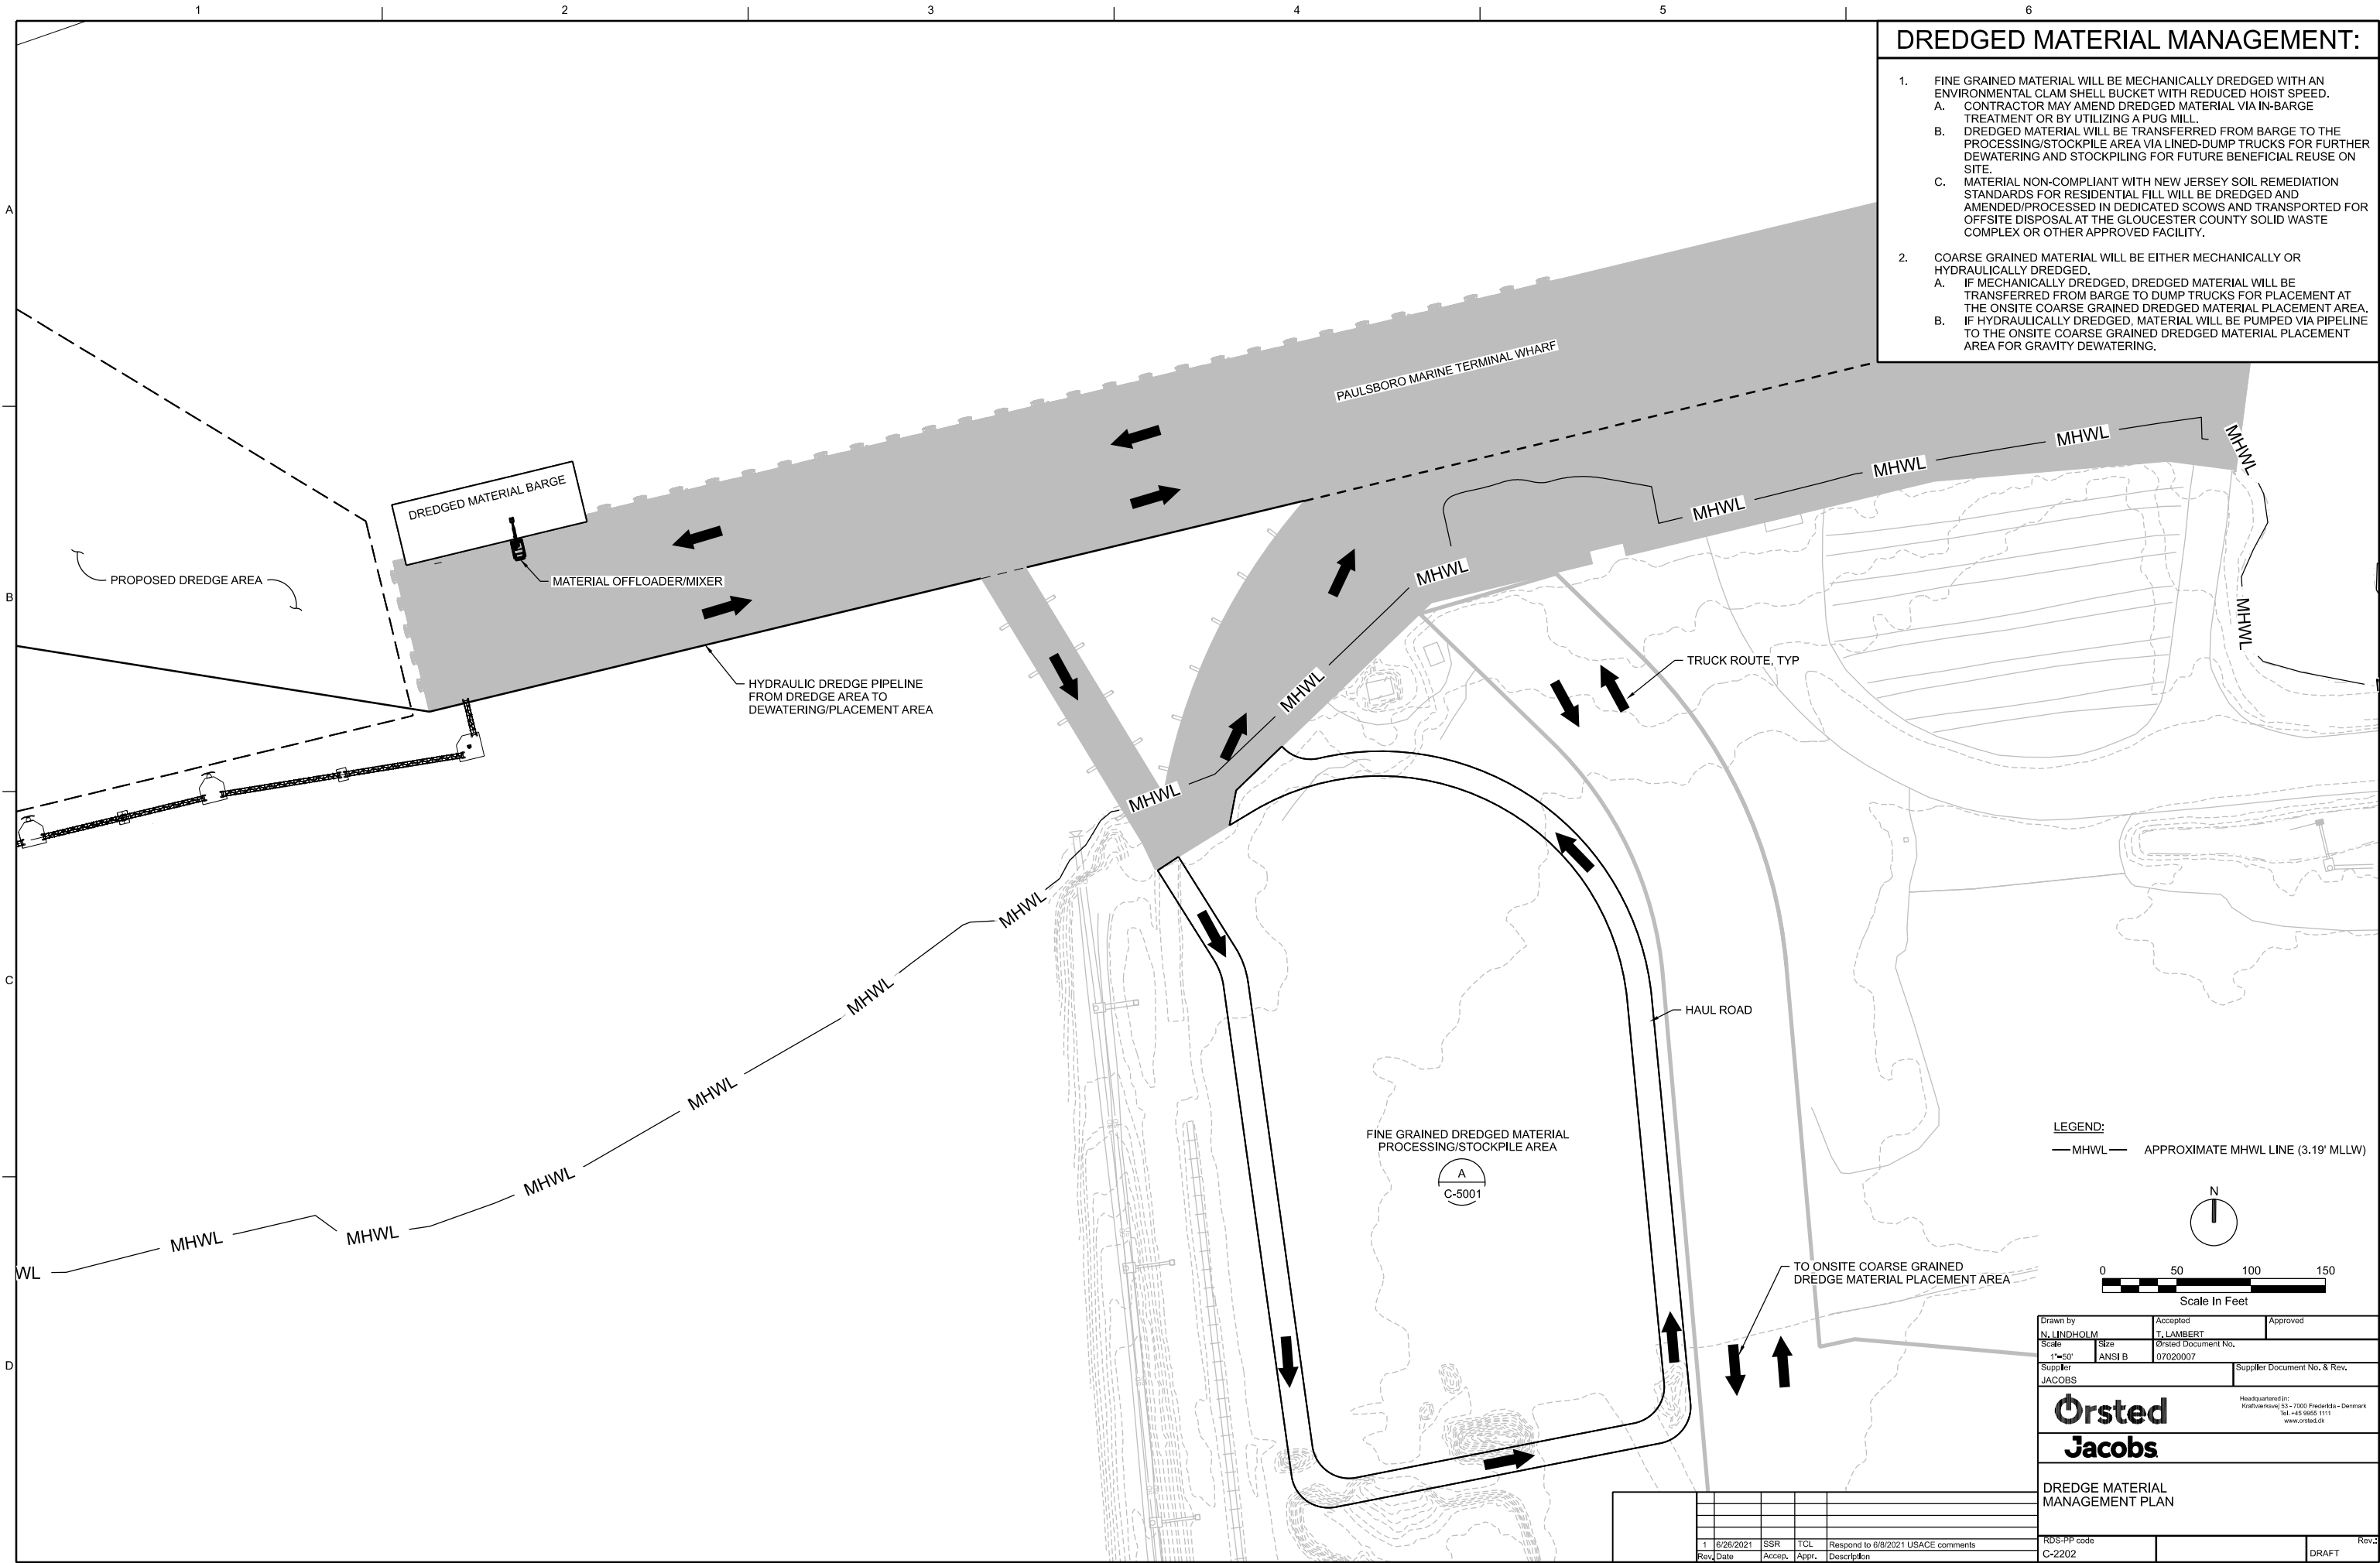 1 2 3 4 5 6
A
B
C
D
DREDGED MATERIAL MANAGEMENT:
1. FINE GRAINED MATERIAL WILL BE MECHANICALLY DREDGED WITH AN
ENVIRONMENTAL CLAM SHELL BUCKET WITH REDUCED HOIST SPEED.
A. CONTRACTOR MAY AMEND DREDGED MATERIAL VIA IN-BARGE
TREATMENT OR BY UTILIZING A PUG MILL.
B. DREDGED MATERIAL WILL BE TRANSFERRED FROM BARGE TO THE
PROCESSING/STOCKPILE AREA VIA LINED-DUMP TRUCKS FOR FURTHER
DEWATERING AND STOCKPILING FOR FUTURE BENEFICIAL REUSE ON
SITE.
C. MATERIAL NON-COMPLIANT WITH NEW JERSEY SOIL REMEDIATION
STANDARDS FOR RESIDENTIAL FILL WILL BE DREDGED AND
AMENDED/PROCESSED IN DEDICATED SCOWS AND TRANSPORTED FOR
OFFSITE DISPOSAL AT THE GLOUCESTER COUNTY SOLID WASTE
COMPLEX OR OTHER APPROVED FACILITY.
2. COARSE GRAINED MATERIAL WILL BE EITHER MECHANICALLY OR
HYDRAULICALLY DREDGED.
A. IF MECHANICALLY DREDGED, DREDGED MATERIAL WILL BE
TRANSFERRED FROM BARGE TO DUMP TRUCKS FOR PLACEMENT AT
THE ONSITE COARSE GRAINED DREDGED MATERIAL PLACEMENT AREA.
B. IF HYDRAULICALLY DREDGED, MATERIAL WILL BE PUMPED VIA PIPELINE
TO THE ONSITE COARSE GRAINED DREDGED MATERIAL PLACEMENT
AREA FOR GRAVITY DEWATERING.
PAULSBORO MARINE TERMINAL WHARF
DREDGED MATERIAL BARGE
PROPOSED DREDGE AREA
MATERIAL OFFLOADER/MIXER
HYDRAULIC DREDGE PIPELINE
FROM DREDGE AREA TO
DEWATERING/PLACEMENT AREA
MHWL
MHWL
MHWL
MHWL
MHWL
MHWL
MHWL
MHWL
TRUCK ROUTE, TYP
MHWL
MHWL
MHWL
MHWL
MHWL
MHWL
MHWL
WL
HAUL ROAD
FINE GRAINED DREDGED MATERIAL
PROCESSING/STOCKPILE AREA
A
C-5001
TO ONSITE COARSE GRAINED
DREDGE MATERIAL PLACEMENT AREA
LEGEND:
MHWL APPROXIMATE MHWL LINE (3.19' MLLW)
N
0 50 100 150
Scale In Feet
Drawn by Accepted Approved
N. LINDHOLM T. LAMBERT
Scale Size Ørsted Document No.
1"=50' ANSI B 07020007
Supplier Supplier Document No. & Rev.
JACOBS
Ørsted
Headquartered in:
Kraftværksvej 53 - 7000 Fredericia - Denmark
Tel. +45 9955 1111
www.orsted.dk
Jacobs
DREDGE MATERIAL
MANAGEMENT PLAN
RDS-PP code Rev.:
C-2202 DRAFT
1 6/26/2021 SSR TCL Respond to 6/8/2021 USACE comments
Rev. Date Accep. Appr. Description